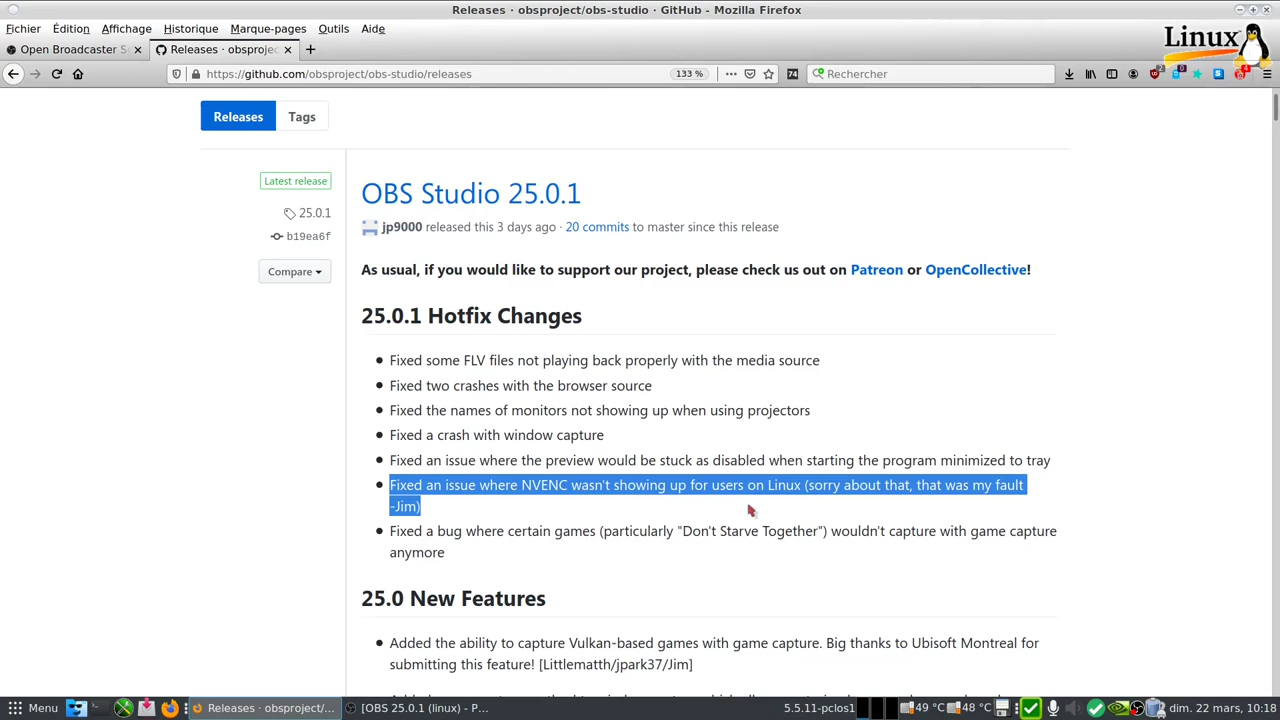 Releases · obsproject/obs-studio · GitHub - Mozilla Firefox
Fichier Édition Affichage Historique Marque-pages Outils Aide
Linux
Open Broadcaster S
Releases · obsproje
https://github.com/obsproject/obs-studio/releases
133 %
Rechercher
Releases Tags
Latest release
25.0.1
b19ea6f
Compare
OBS Studio 25.0.1
jp9000 released this 3 days ago · 20 commits to master since this release
As usual, if you would like to support our project, please check us out on Patreon or OpenCollective!
25.0.1 Hotfix Changes
Fixed some FLV files not playing back properly with the media source
Fixed two crashes with the browser source
Fixed the names of monitors not showing up when using projectors
Fixed a crash with window capture
Fixed an issue where the preview would be stuck as disabled when starting the program minimized to tray
Fixed an issue where NVENC wasn't showing up for users on Linux (sorry about that, that was my fault
-Jim)
Fixed a bug where certain games (particularly "Don't Starve Together") wouldn't capture with game capture
anymore
25.0 New Features
Added the ability to capture Vulkan-based games with game capture. Big thanks to Ubisoft Montreal for
submitting this feature! [Littlematth/jpark37/Jim]
Menu
Releases · obsproject/...
[OBS 25.0.1 (linux) - P...
5.5.11-pclos1
49 °C
48 °C
dim. 22 mars, 10:18